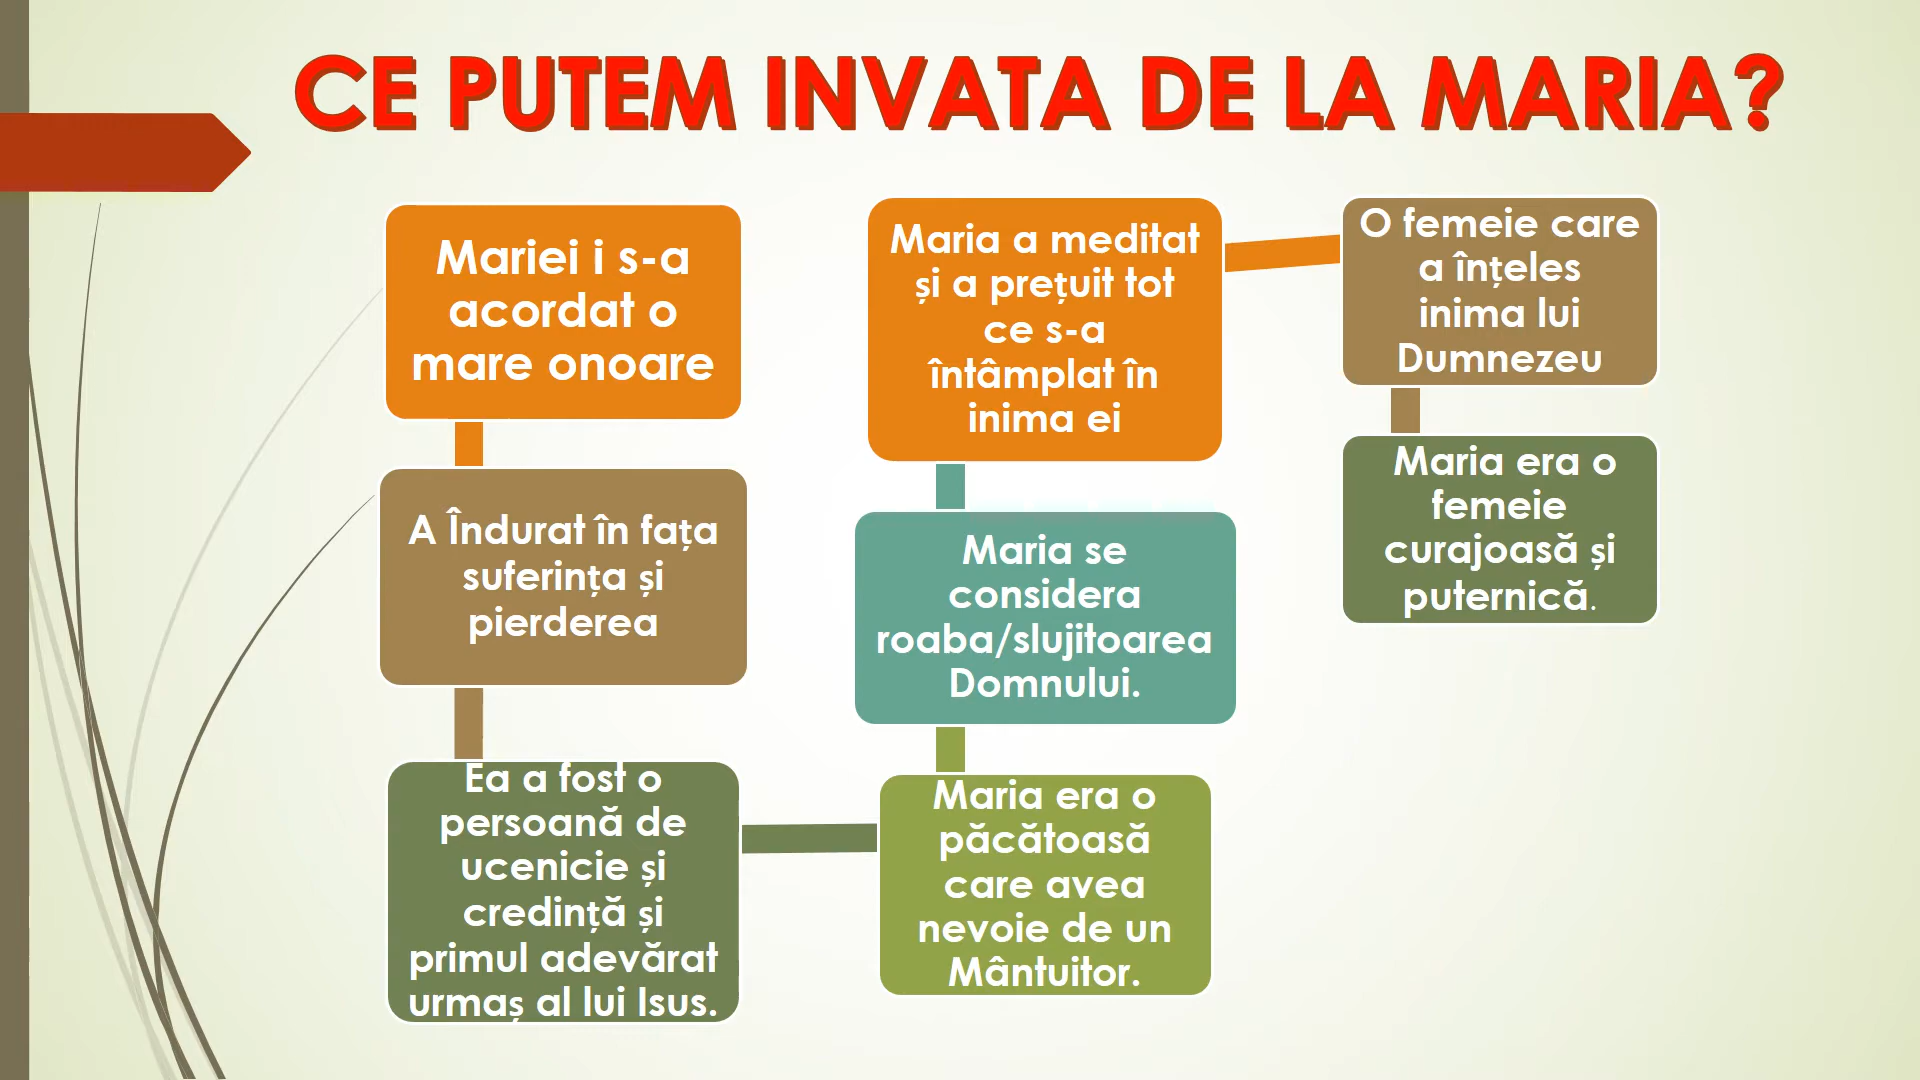 CE PUTEM INVATA DE LA MARIA?
Mariei i s-a
acordat o
mare onoare
A Îndurat în fața
suferința și
pierderea
Ea a fost o
persoană de
ucenicie și
credință și
primul adevărat
urmaș al lui Isus.
Maria era o
păcătoasă
care avea
nevoie de un
Mântuitor.
Maria se
considera
roaba/slujitoarea
Domnului.
Maria a meditat
și a prețuit tot
ce s-a
întâmplat în
inima ei
O femeie care
a înțeles
inima lui
Dumnezeu
Maria era o
femeie
curajoasă și
puternică.